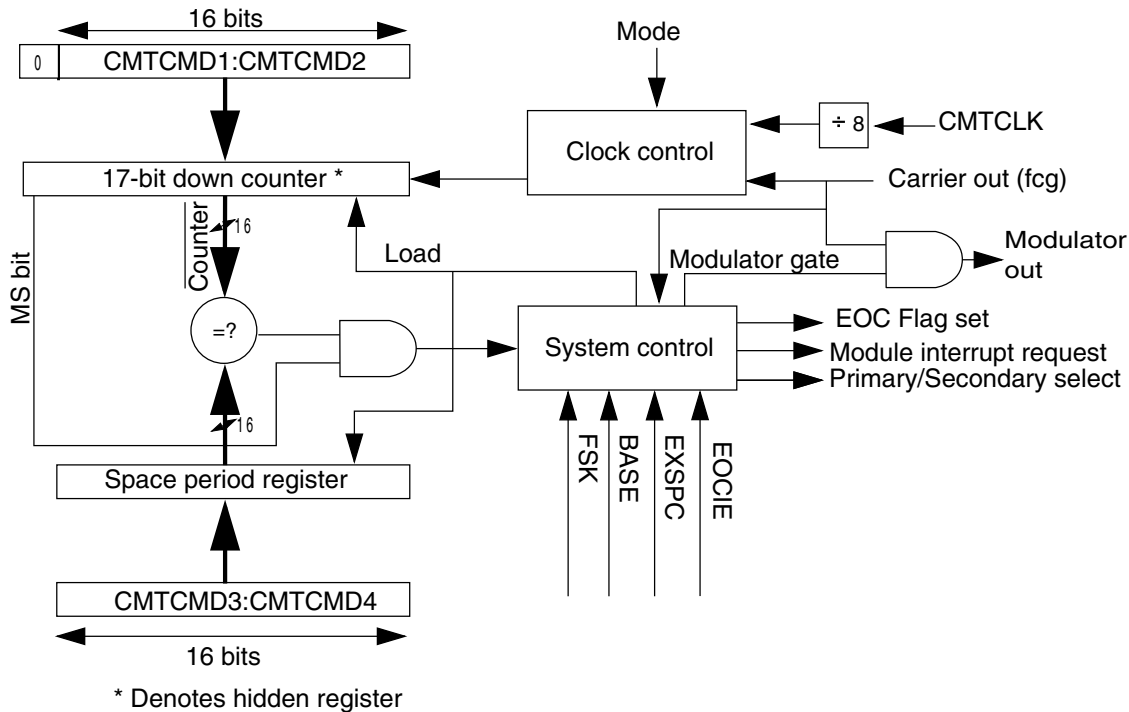 16 bits
0
CMTCMD1:CMTCMD2
Mode
÷ 8
CMTCLK
Clock control
17-bit down counter *
Carrier out (fcg)
MS bit
Counter
16
Load
Modulator gate
Modulator
out
=?
System control
EOC Flag set
Module interrupt request
Primary/Secondary select
16
FSK
BASE
EXSPC
EOCIE
Space period register
CMTCMD3:CMTCMD4
16 bits
* Denotes hidden register